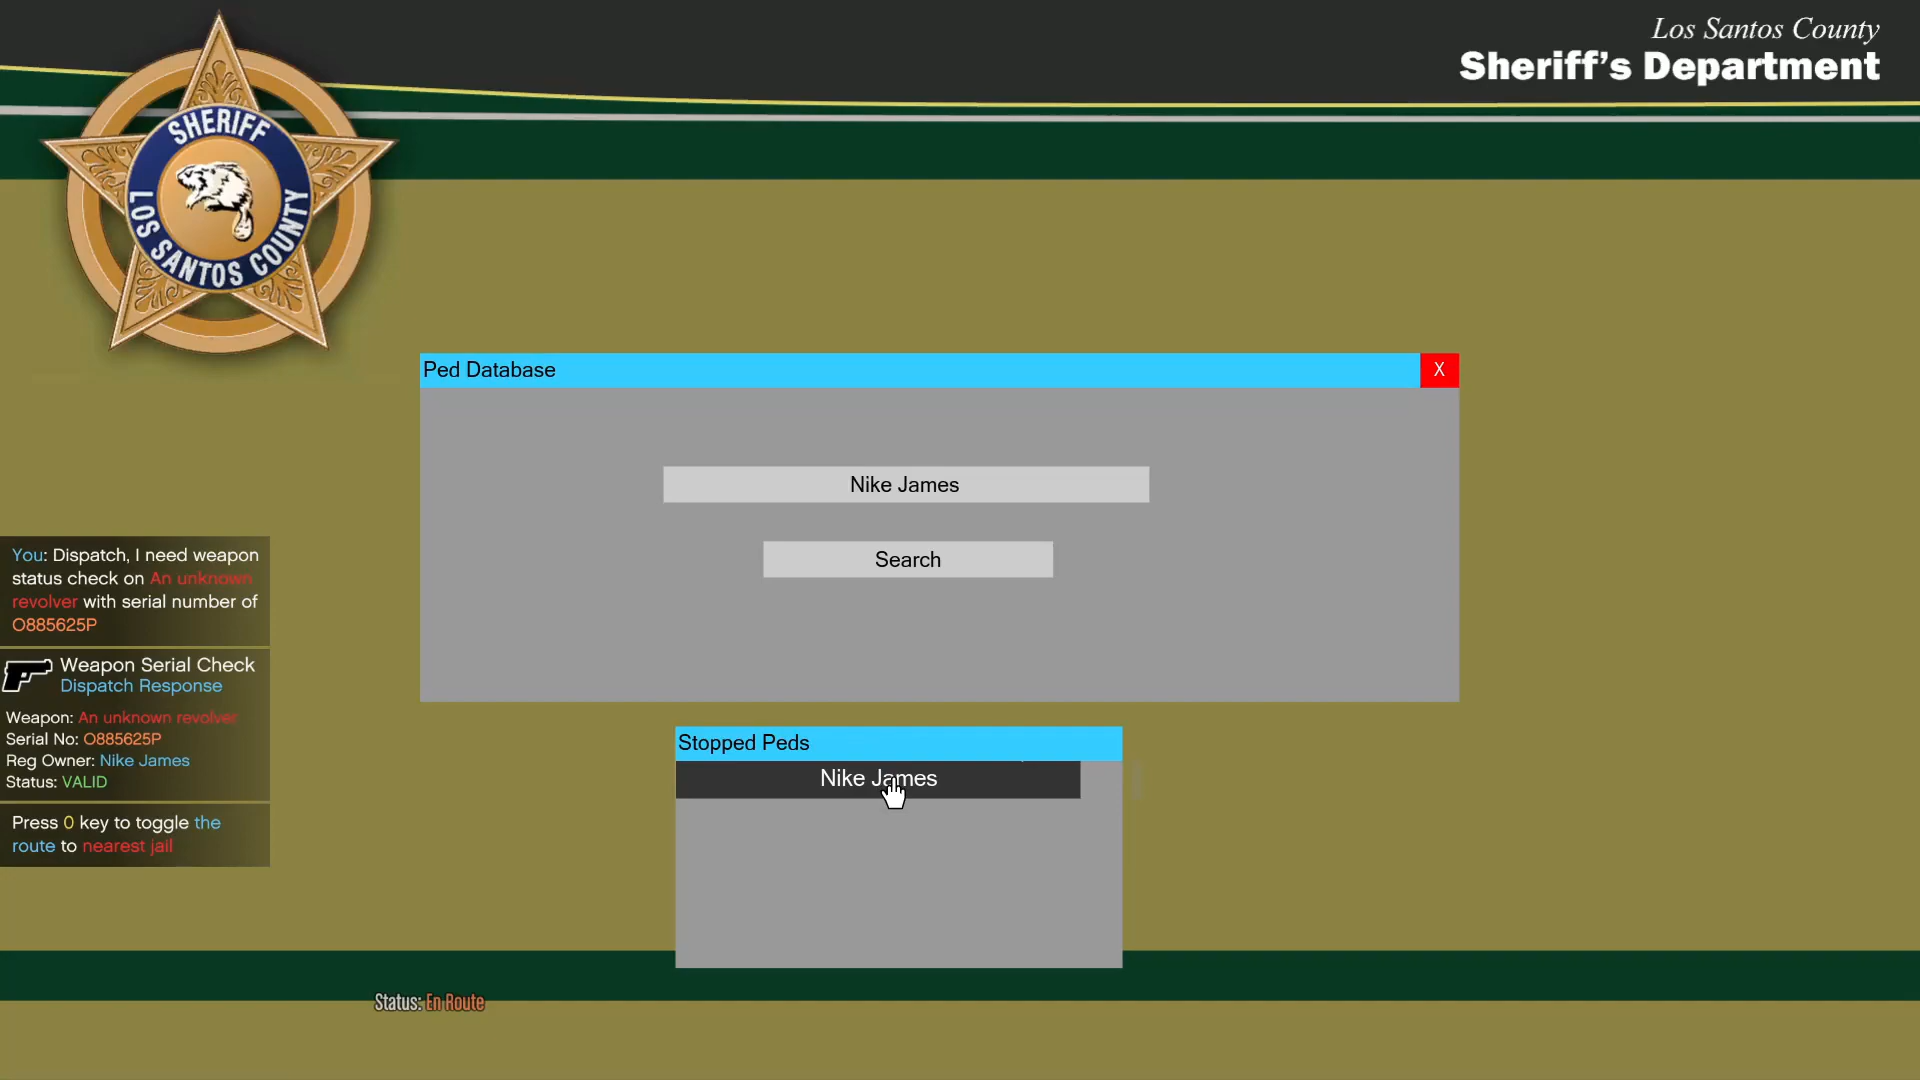 Los Santos County
Sheriff's Department
SHERIFF
LOS SANTOS COUNTY
Ped Database
X
Nike James
Search
You: Dispatch, I need weapon
status check on An unknown
revolver with serial number of
O885625P
Weapon Serial Check
Dispatch Response
Weapon: An unknown revolver
Serial No: O885625P
Reg Owner: Nike James
Status: VALID
Press 0 key to toggle the
route to nearest jail
Stopped Peds
Nike James
Status: En Route